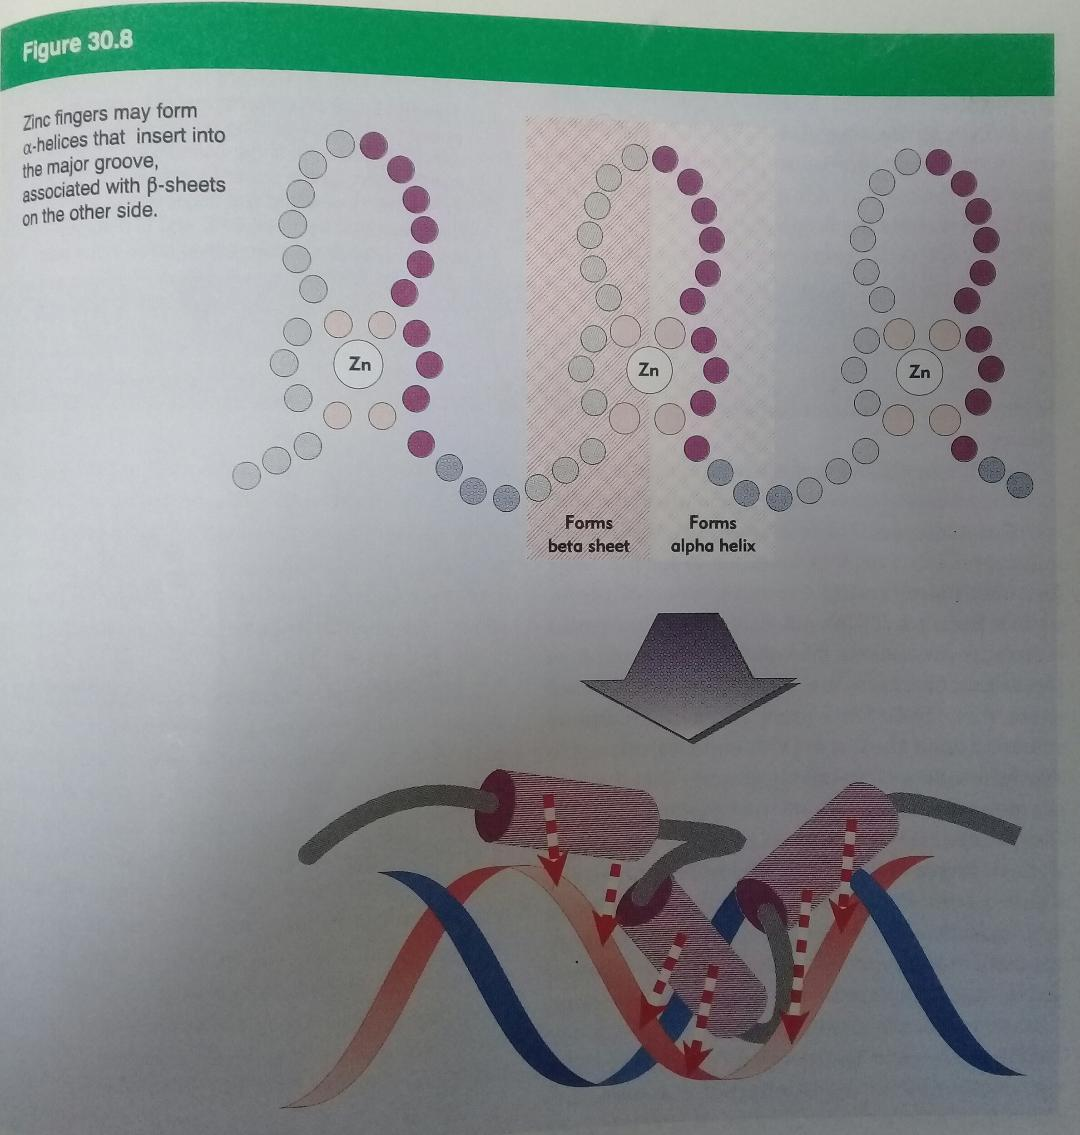 Figure 30.8
Zinc fingers may form
α-helices that insert into
the major groove,
associated with β-sheets
on the other side.
Zn
Zn
Zn
Forms
beta sheet
Forms
alpha helix